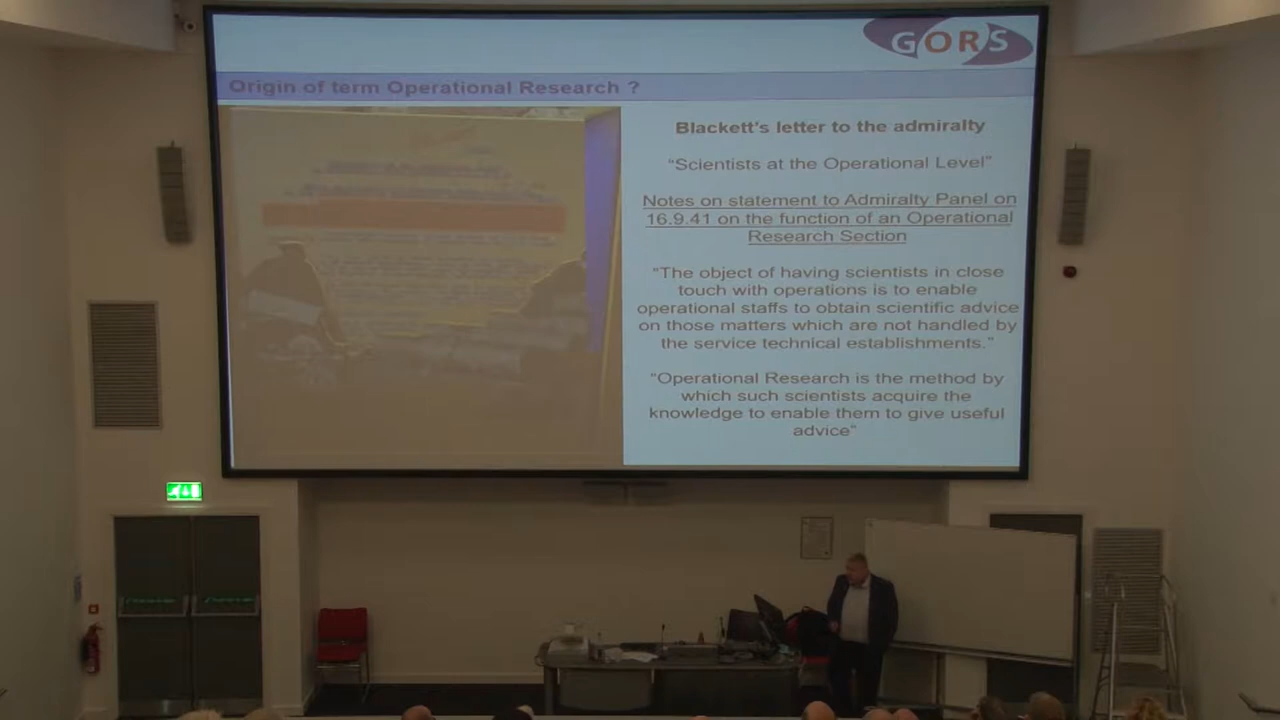 GORS
Origin of term Operational Research ?
Blackett's letter to the admiralty
"Scientists at the Operational Level"
Notes on statement to Admiralty Panel on
16.9.41 on the function of an Operational
Research Section
"The object of having scientists in close
touch with operations is to enable
operational staffs to obtain scientific advice
on those matters which are not handled by
the service technical establishments."
"Operational Research is the method by
which such scientists acquire the
knowledge to enable them to give useful
advice"